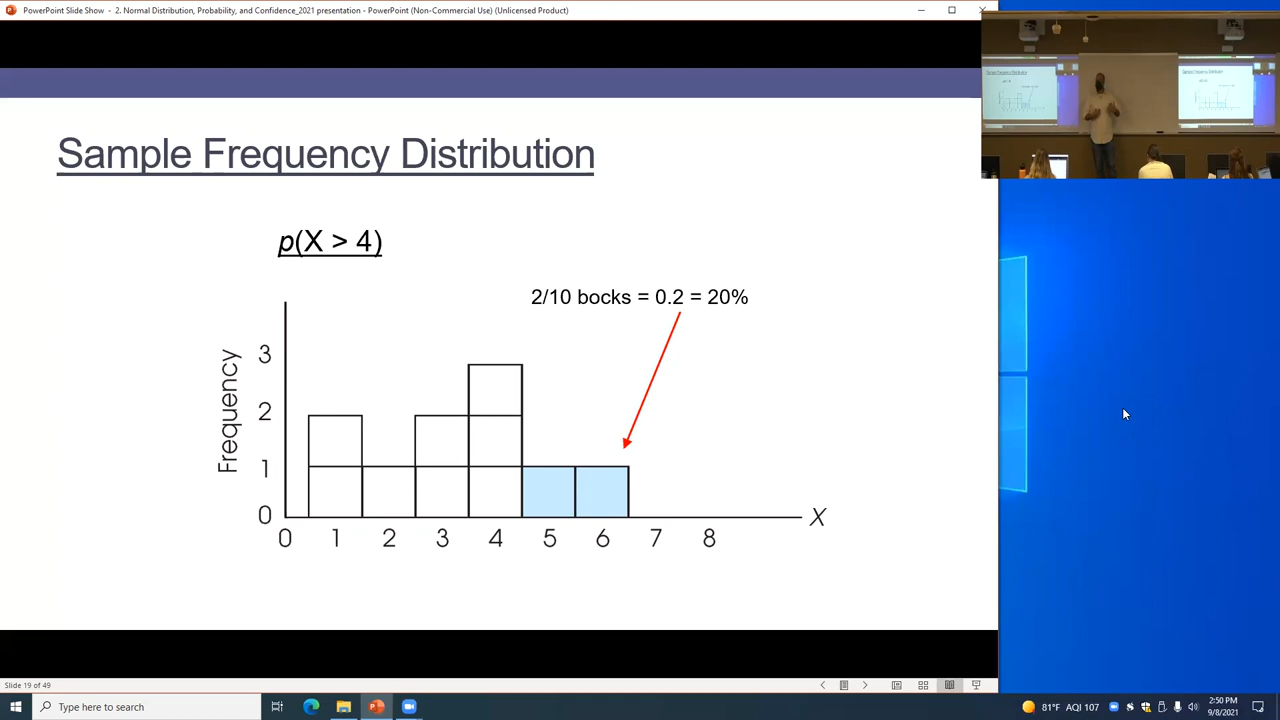 PowerPoint Slide Show - 2. Normal Distribution, Probability, and Confidence_2021 presentation - PowerPoint (Non-Commercial Use) (Unlicensed Product)
Sample Frequency Distribution
p(X > 4)
2/10 bocks = 0.2 = 20%
Frequency
3
2
1
0
X
0 1 2 3 4 5 6 7 8
Slide 19 of 49
Type here to search
81°F AQI 107
2:50 PM
9/8/2021